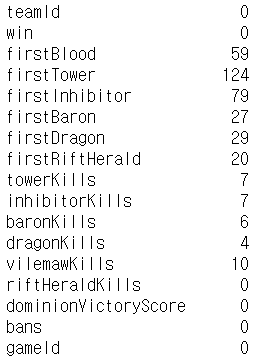 teamId 0
win 0
firstBlood 59
firstTower 124
firstInhibitor 79
firstBaron 27
firstDragon 29
firstRiftHerald 20
towerKills 7
inhibitorKills 7
baronKills 6
dragonKills 4
vilemawKills 10
riftHeraldKills 0
dominionVictoryScore 0
bans 0
gameId 0